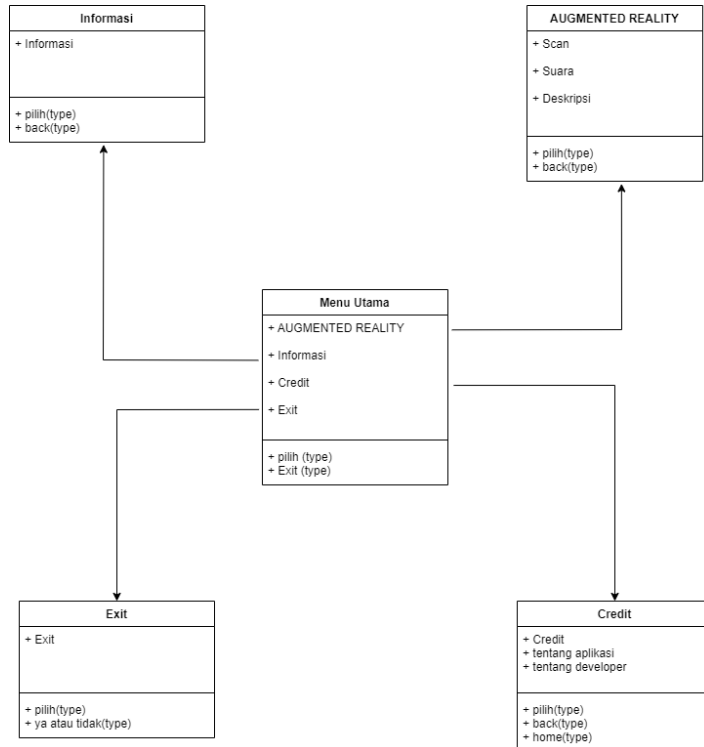 Informasi
+ Informasi
+ pilih(type)
+ back(type)
AUGMENTED REALITY
+ Scan
+ Suara
+ Deskripsi
+ pilih(type)
+ back(type)
Menu Utama
+ AUGMENTED REALITY
+ Informasi
+ Credit
+ Exit
+ pilih (type)
+ Exit (type)
Exit
+ Exit
+ pilih(type)
+ ya atau tidak(type)
Credit
+ Credit
+ tentang aplikasi
+ tentang developer
+ pilih(type)
+ back(type)
+ home(type)